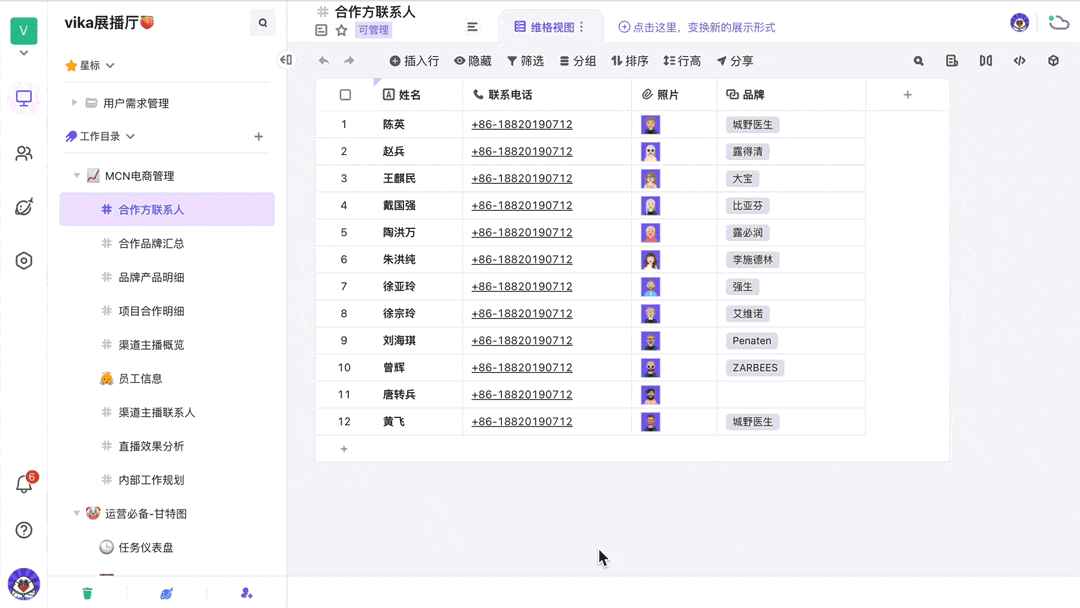 V
vika展播厅
星标
用户需求管理
工作目录
MCN电商管理
合作方联系人
合作品牌汇总
品牌产品明细
项目合作明细
渠道主播概览
员工信息
渠道主播联系人
直播效果分析
内部工作规划
运营必备-甘特图
任务仪表盘
6
合作方联系人
可管理
维格视图
点击这里，变换新的展示形式
插入行 隐藏 筛选 分组 排序 行高 分享
姓名 联系电话 照片 品牌
1 陈英 +86-18820190712 城野医生
2 赵兵 +86-18820190712 露得清
3 王麒民 +86-18820190712 大宝
4 戴国强 +86-18820190712 比亚芬
5 陶洪万 +86-18820190712 露必润
6 朱洪纯 +86-18820190712 李施德林
7 徐亚玲 +86-18820190712 强生
8 徐宗玲 +86-18820190712 艾维诺
9 刘海琪 +86-18820190712 Penaten
10 曾辉 +86-18820190712 ZARBEES
11 唐转兵 +86-18820190712
12 黄飞 +86-18820190712 城野医生